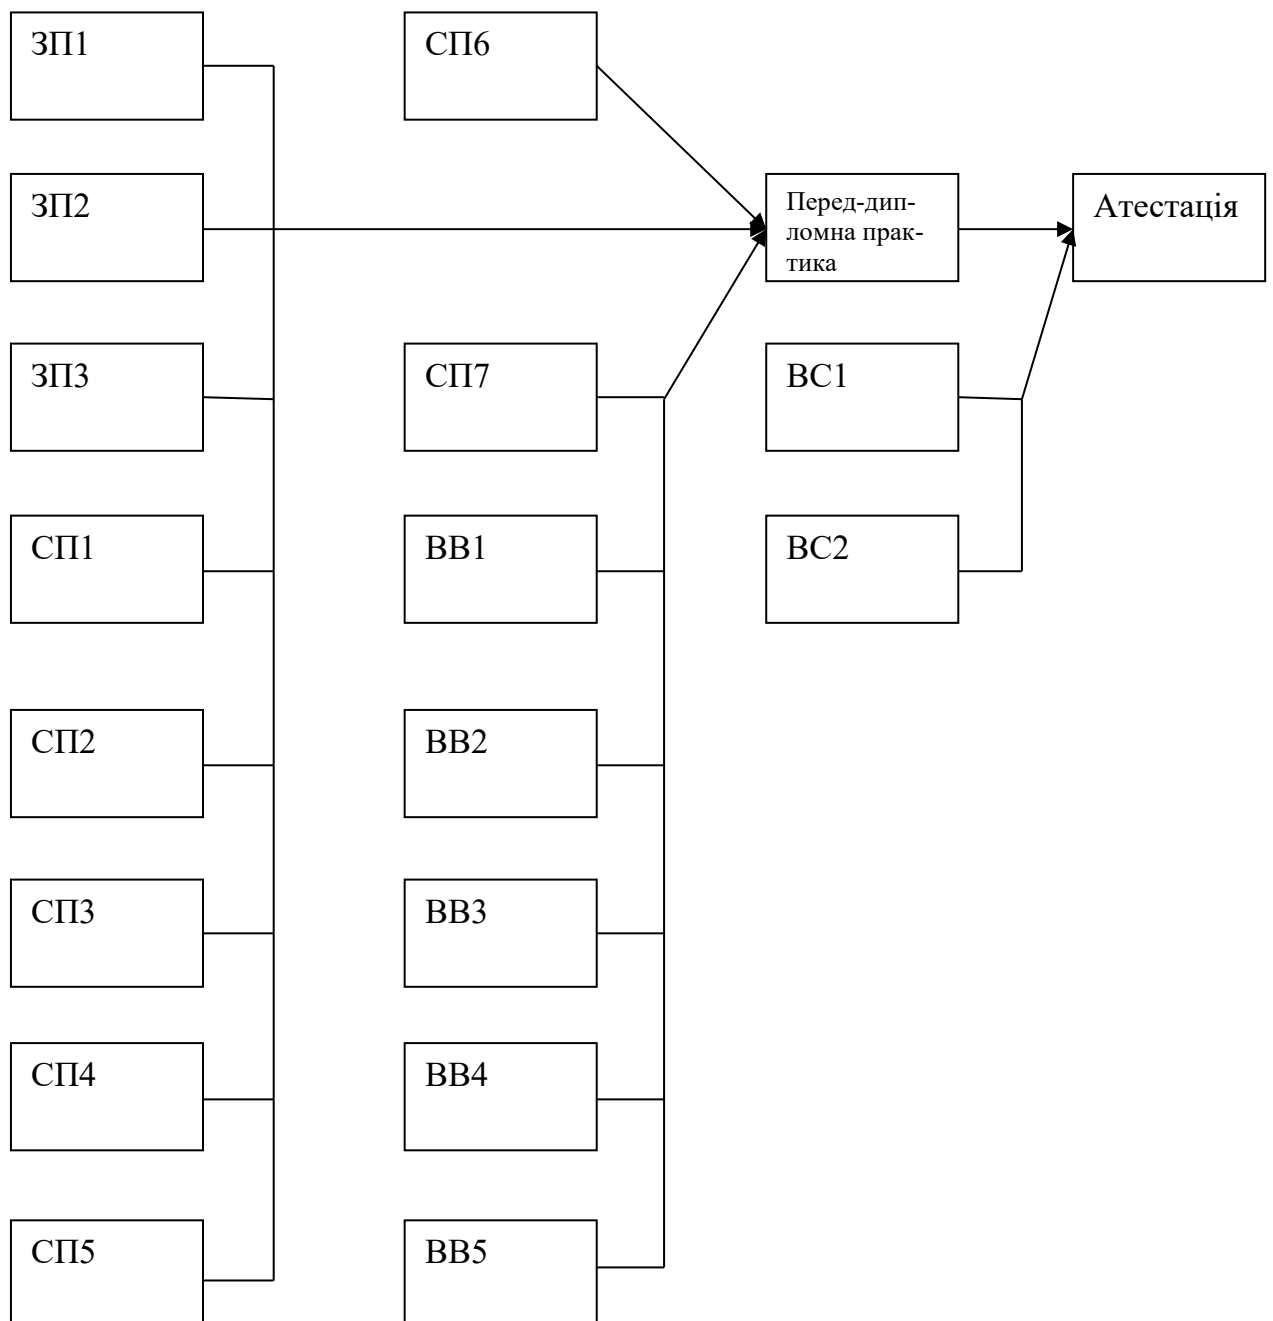 ЗП1
СП6
ЗП2
Перед-дип-
ломна прак-
тика
Атестація
ЗП3
СП7
ВС1
СП1
ВВ1
ВС2
СП2
ВВ2
СП3
ВВ3
СП4
ВВ4
СП5
ВВ5